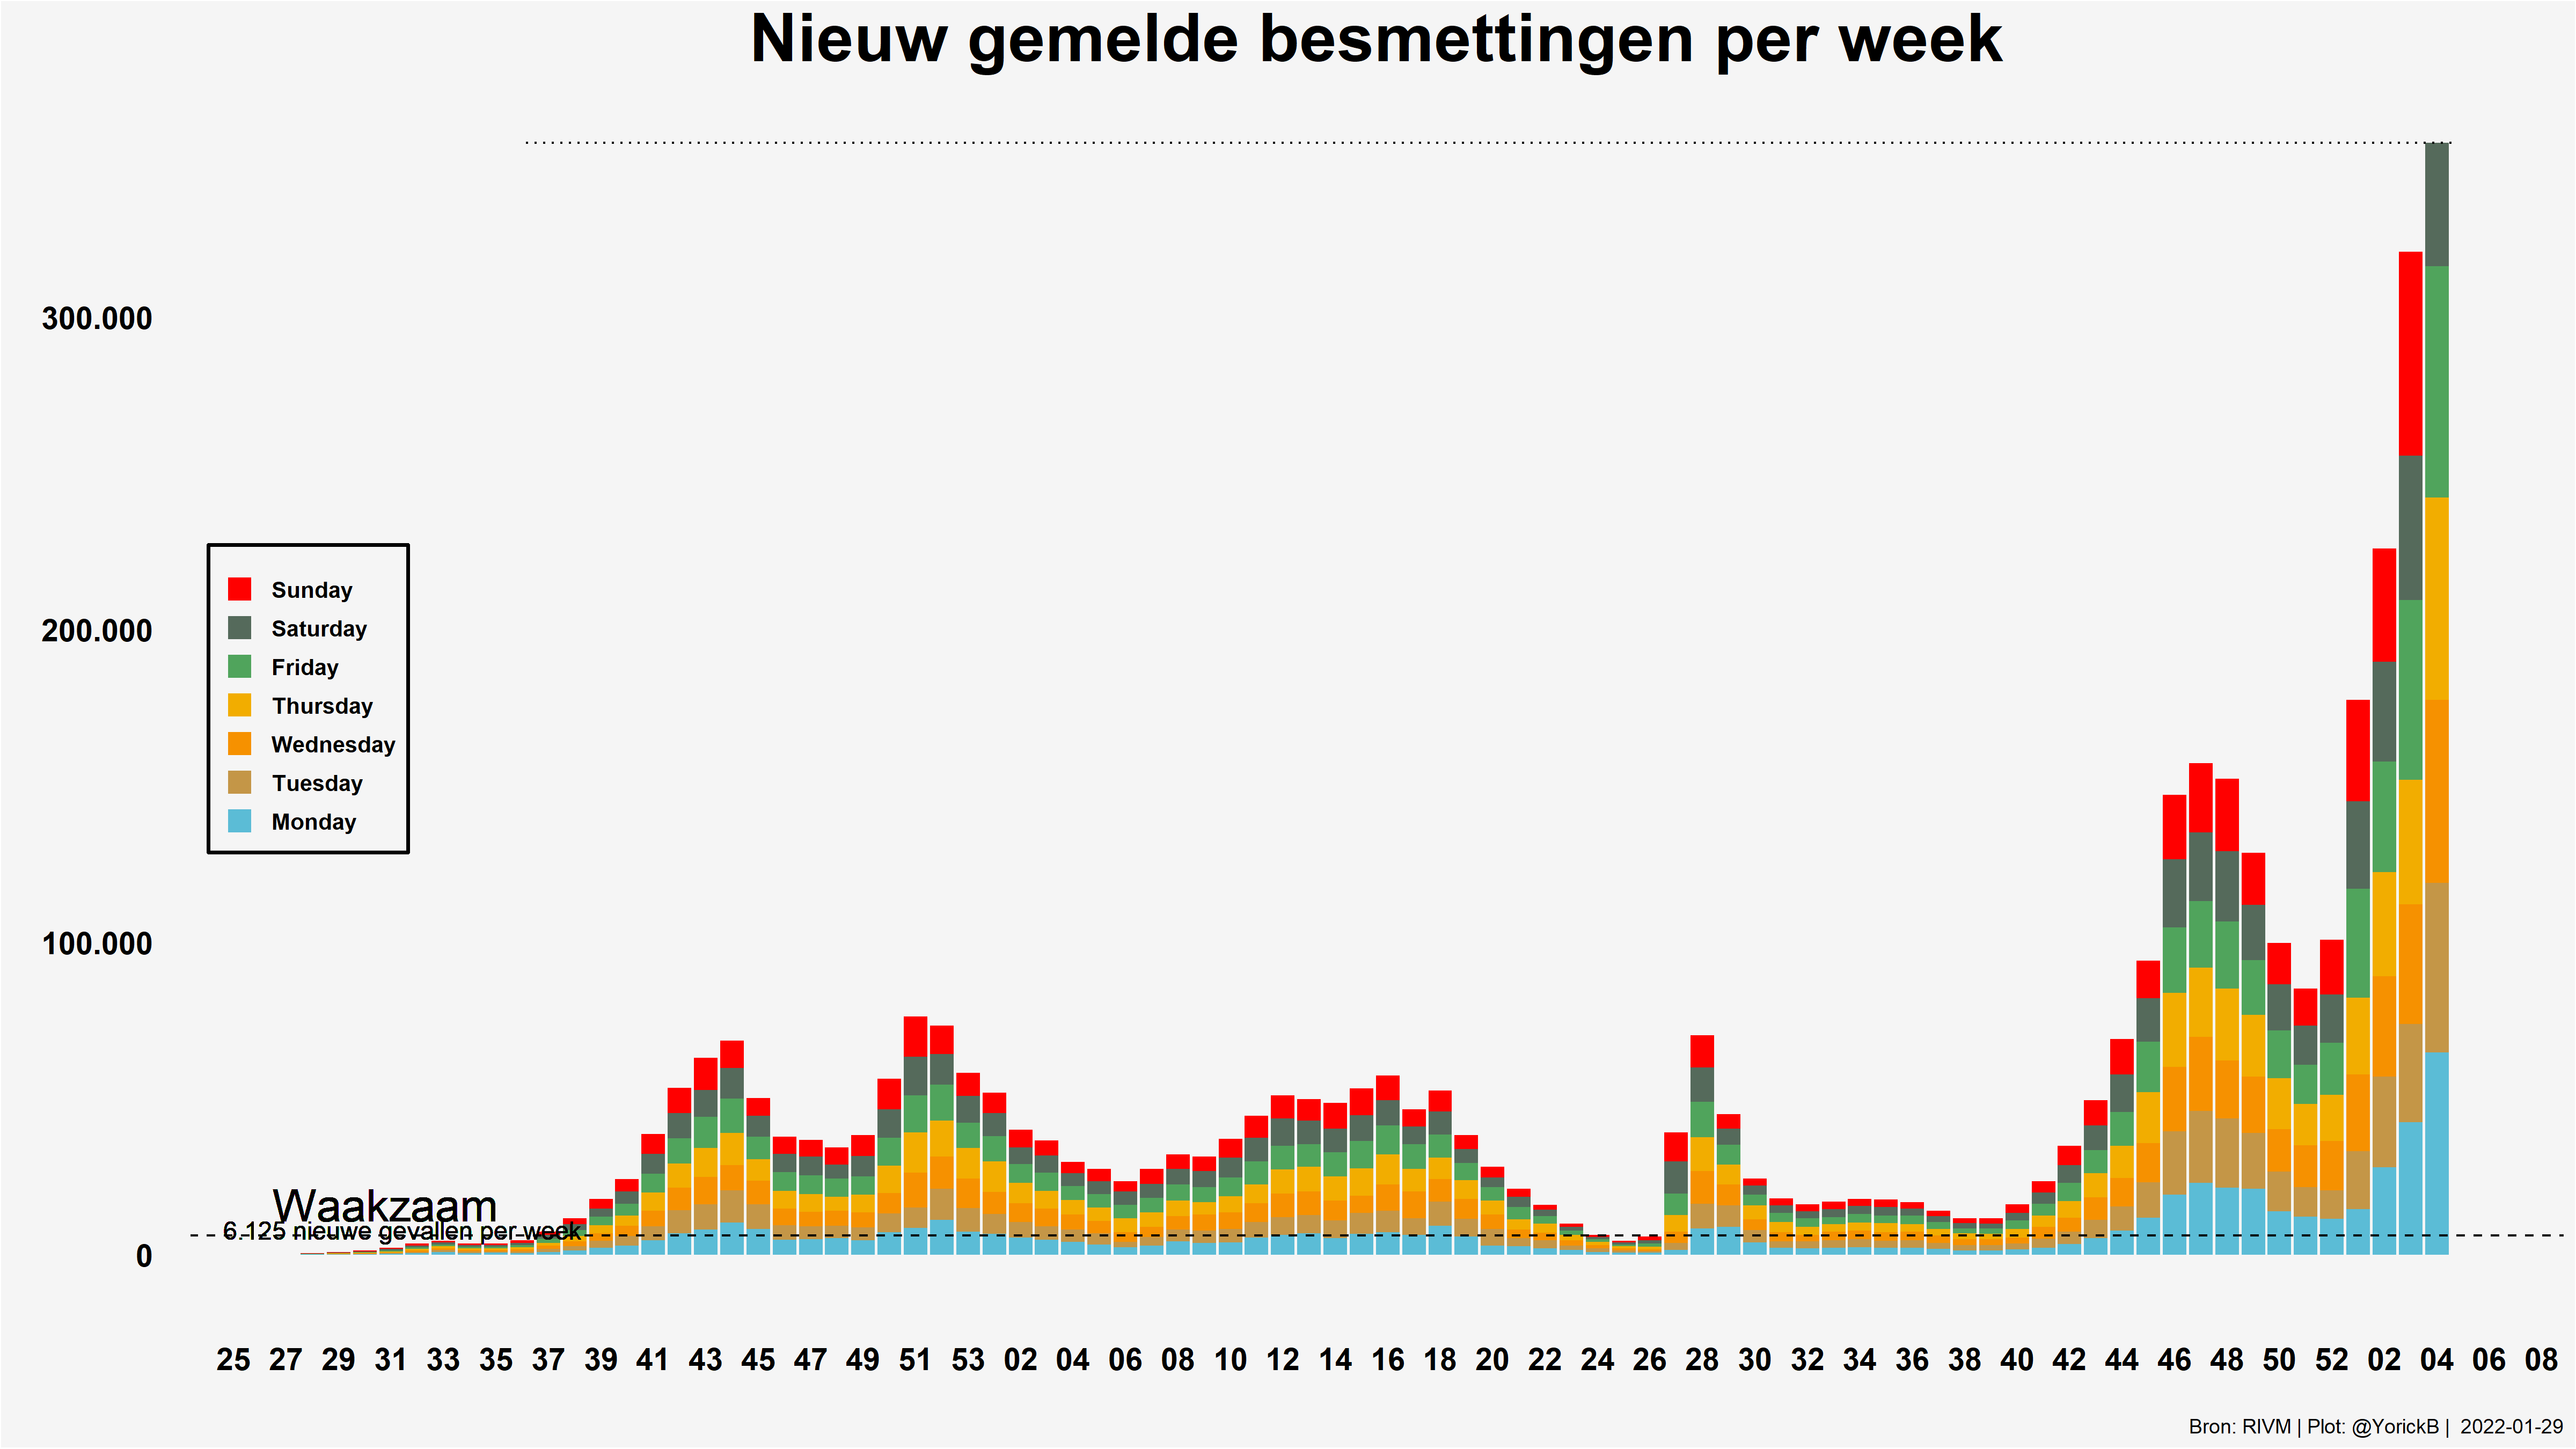 Nieuw gemelde besmettingen per week
300.000
200.000
100.000
0
Sunday
Saturday
Friday
Thursday
Wednesday
Tuesday
Monday
Waakzaam
6.125 nieuwe gevallen per week
25 27 29 31 33 35 37 39 41 43 45 47 49 51 53 02 04 06 08 10 12 14 16 18 20 22 24 26 28 30 32 34 36 38 40 42 44 46 48 50 52 02 04 06 08
Bron: RIVM | Plot: @YorickB | 2022-01-29